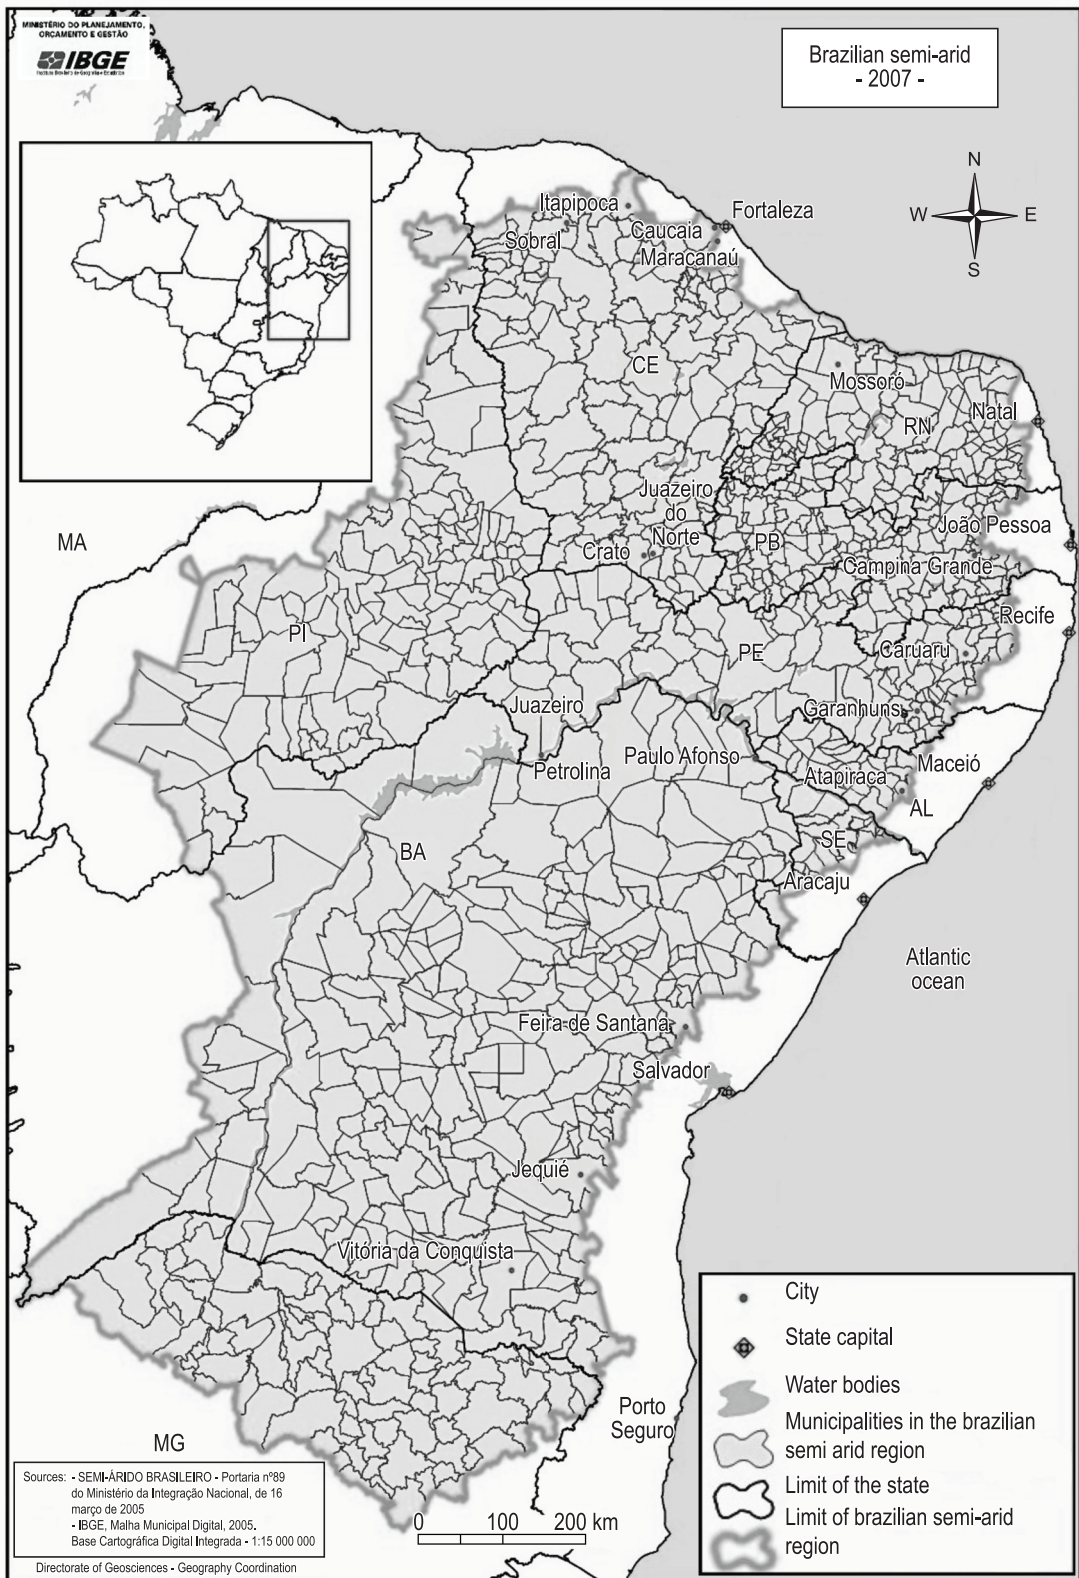 MINISTÉRIO DO PLANEJAMENTO,
ORÇAMENTO E GESTÃO
IBGE
Instituto Brasileiro de Geografia e Estatística
Brazilian semi-arid
- 2007 -
N
W
E
S
Itapipoca
Fortaleza
Sobral
Caucaia
Maracanaú
CE
Mossoró
RN
Natal
Juazeiro
do
Norte
Crato
João Pessoa
PB
Campina Grande
MA
PI
Recife
PE
Caruaru
Juazeiro
Garanhuns
Petrolina
Paulo Afonso
Maceió
Atapiraca
AL
BA
SE
Aracaju
Atlantic
ocean
Feira de Santana
Salvador
Jequié
Vitória da Conquista
Porto
Seguro
MG
City
State capital
Water bodies
Municipalities in the brazilian
semi arid region
Limit of the state
Limit of brazilian semi-arid
region
Sources: - SEMI-ÁRIDO BRASILEIRO - Portaria nº89
do Ministério da Integração Nacional, de 16
março de 2005
- IBGE, Malha Municipal Digital, 2005.
Base Cartográfica Digital Integrada - 1:15 000 000
0 100 200 km
Directorate of Geosciences - Geography Coordination